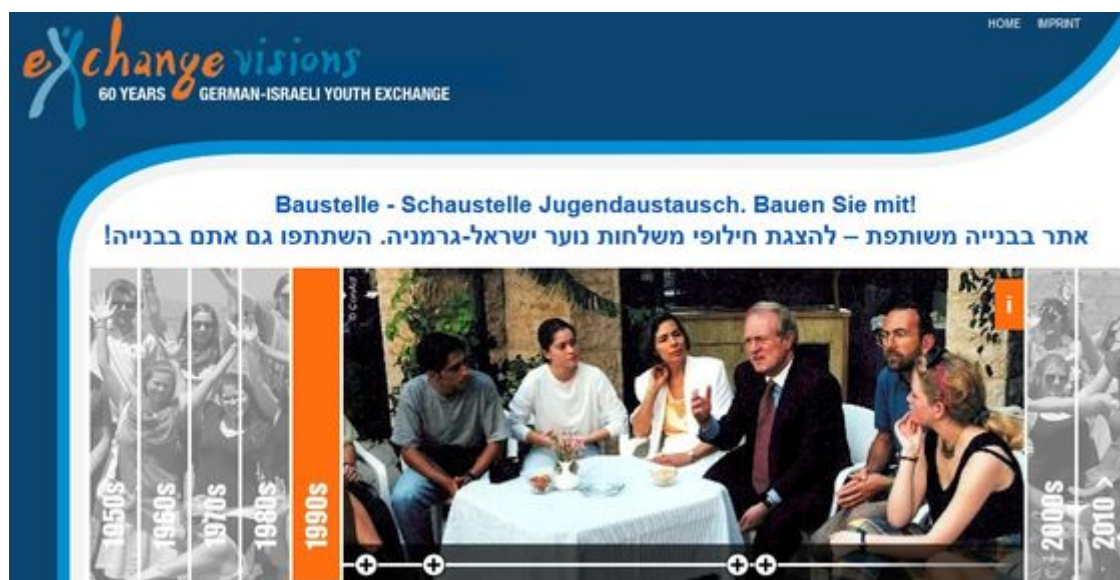 HOME IMPRINT
eXchange visions
60 YEARS GERMAN-ISRAELI YOUTH EXCHANGE
Baustelle - Schaustelle Jugendaustausch. Bauen Sie mit!
אתר בבנייה משותפת – להצגת חילופי משלחות נוער ישראל-גרמניה. השתתפו גם אתם בבנייה!
© ConAct
i
1950s
1960s
1970s
1980s
1990s
2000s
2010 >